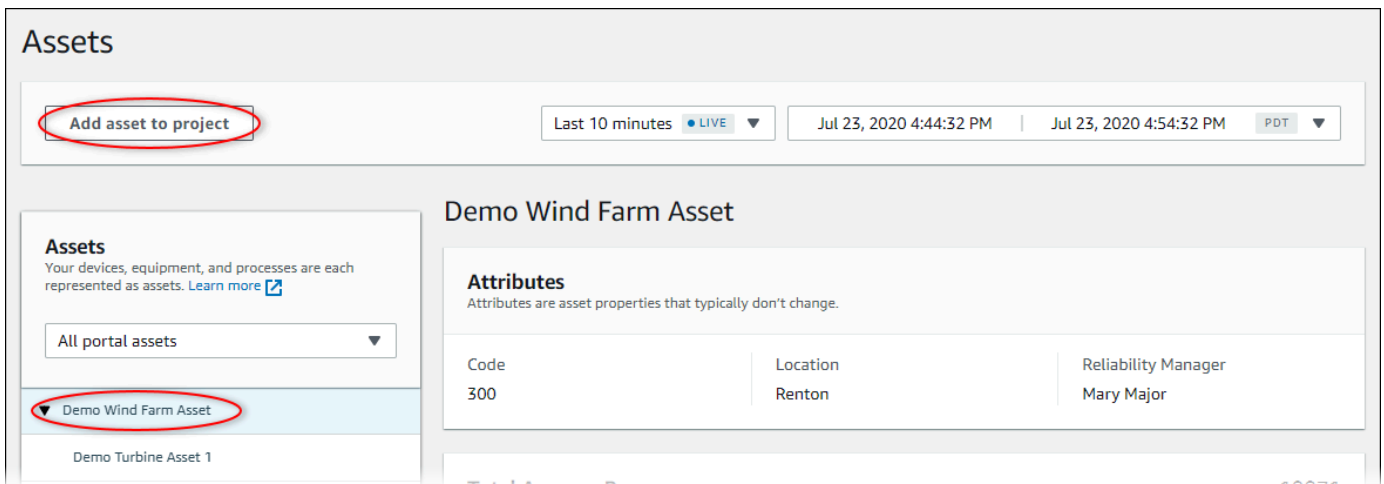 Assets
Add asset to project
Last 10 minutes LIVE
Jul 23, 2020 4:44:32 PM | Jul 23, 2020 4:54:32 PM PDT
Assets
Your devices, equipment, and processes are each
represented as assets. Learn more
All portal assets
Demo Wind Farm Asset
Demo Turbine Asset 1
Demo Wind Farm Asset
Attributes
Attributes are asset properties that typically don't change.
Code
300
Location
Renton
Reliability Manager
Mary Major